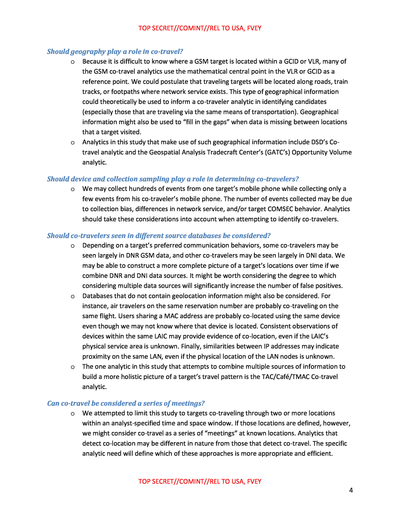 TOP SECRET//COMINT//REL TO USA, FVEY
Should geography play a role in co-travel?
o Because it is difficult to know where a GSM target is located within a GCID or VLR, many of
the GSM co-travel analytics use the mathematical central point in the VLR or GCID as a
reference point. We could postulate that traveling targets will be located along roads, train
tracks, or footpaths where network service exists. This type of geographical information
could theoretically be used to inform a co-traveler analytic in identifying candidates
(especially those that are traveling via the same means of transportation). Geographical
information might also be used to "fill in the gaps" when data is missing between locations
that a target visited.
o Analytics in this study that make use of such geographical information include DSD's Co-
travel analytic and the Geospatial Analysis Tradecraft Center's (GATC's) Opportunity Volume
analytic.
Should device and collection sampling play a role in determining co-travelers?
o We may collect hundreds of events from one target's mobile phone while collecting only a
few events from his co-traveler's mobile phone. The number of events collected may be due
to collection bias, differences in network service, and/or target COMSEC behavior. Analytics
should take these considerations into account when attempting to identify co-travelers.
Should co-travelers seen in different source databases be considered?
o Depending on a target's preferred communication behaviors, some co-travelers may be
seen largely in DNR GSM data, and other co-travelers may be seen largely in DNI data. We
may be able to construct a more complete picture of a target's locations over time if we
combine DNR and DNI data sources. It might be worth considering the degree to which
considering multiple data sources will significantly increase the number of false positives.
o Databases that do not contain geolocation information might also be considered. For
instance, air travelers on the same reservation number are probably co-traveling on the
same flight. Users sharing a MAC address are probably co-located using the same device
even though we may not know where that device is located. Consistent observations of
devices within the same LAIC may provide evidence of co-location, even if the LAIC's
physical service area is unknown. Finally, similarities between IP addresses may indicate
proximity on the same LAN, even if the physical location of the LAN nodes is unknown.
o The one analytic in this study that attempts to combine multiple sources of information to
build a more holistic picture of a target's travel pattern is the TAC/Café/TMAC Co-travel
analytic.
Can co-travel be considered a series of meetings?
o We attempted to limit this study to targets co-traveling through two or more locations
within an analyst-specified time and space window. If those locations are defined, however,
we might consider co-travel as a series of "meetings" at known locations. Analytics that
detect co-location may be different in nature from those that detect co-travel. The specific
analytic need will define which of these approaches is more appropriate and efficient.
TOP SECRET//COMINT//REL TO USA, FVEY
4